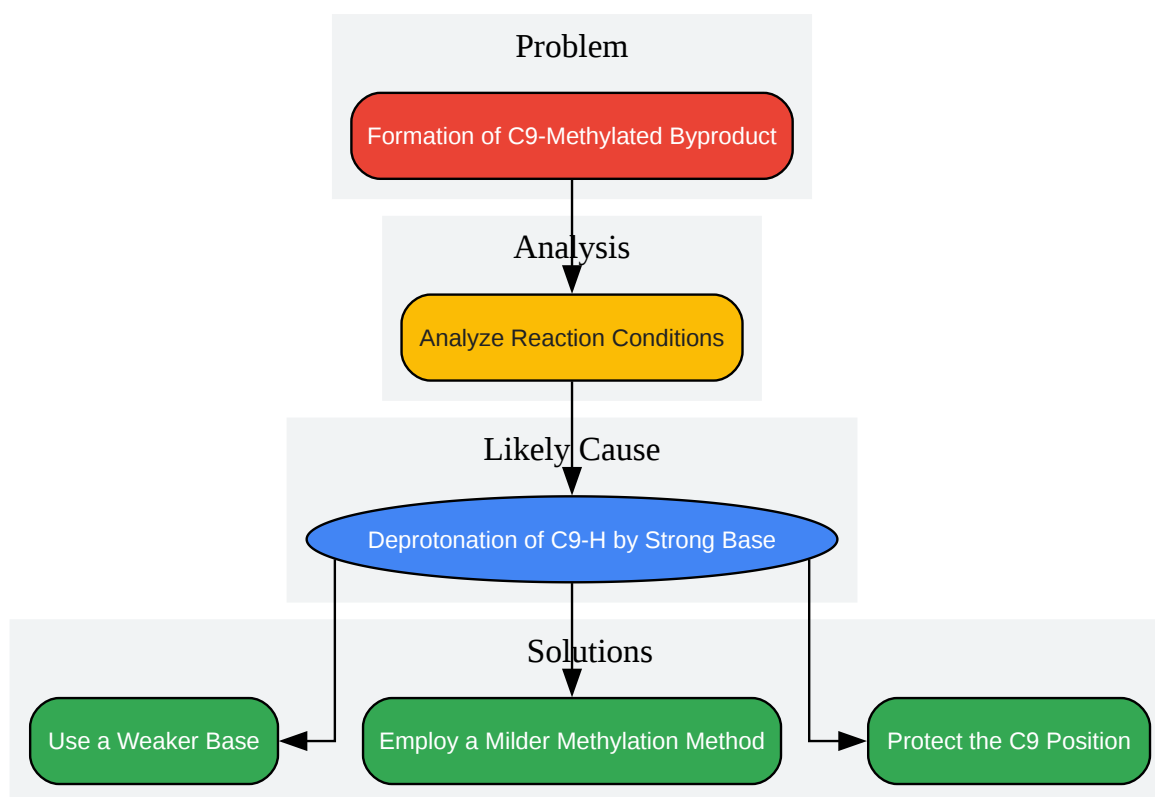 Problem
Formation of C9-Methylated Byproduct
Analysis
Analyze Reaction Conditions
Likely Cause
Deprotonation of C9-H by Strong Base
Solutions
Use a Weaker Base
Employ a Milder Methylation Method
Protect the C9 Position